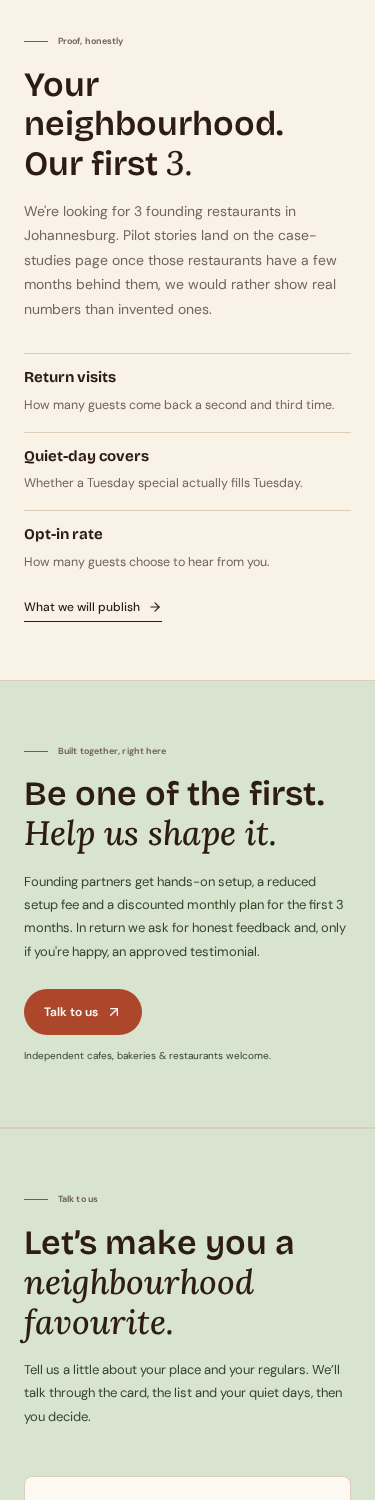 Proof, honestly
Your
neighbourhood.
Our first 3.
We're looking for 3 founding restaurants in
Johannesburg. Pilot stories land on the case-
studies page once those restaurants have a few
months behind them, we would rather show real
numbers than invented ones.
Return visits
How many guests come back a second and third time.
Quiet-day covers
Whether a Tuesday special actually fills Tuesday.
Opt-in rate
How many guests choose to hear from you.
What we will publish →
Built together, right here
Be one of the first.
Help us shape it.
Founding partners get hands-on setup, a reduced
setup fee and a discounted monthly plan for the first 3
months. In return we ask for honest feedback and, only
if you're happy, an approved testimonial.
Talk to us ↗
Independent cafes, bakeries & restaurants welcome.
Talk to us
Let’s make you a
neighbourhood
favourite.
Tell us a little about your place and your regulars. We’ll
talk through the card, the list and your quiet days, then
you decide.